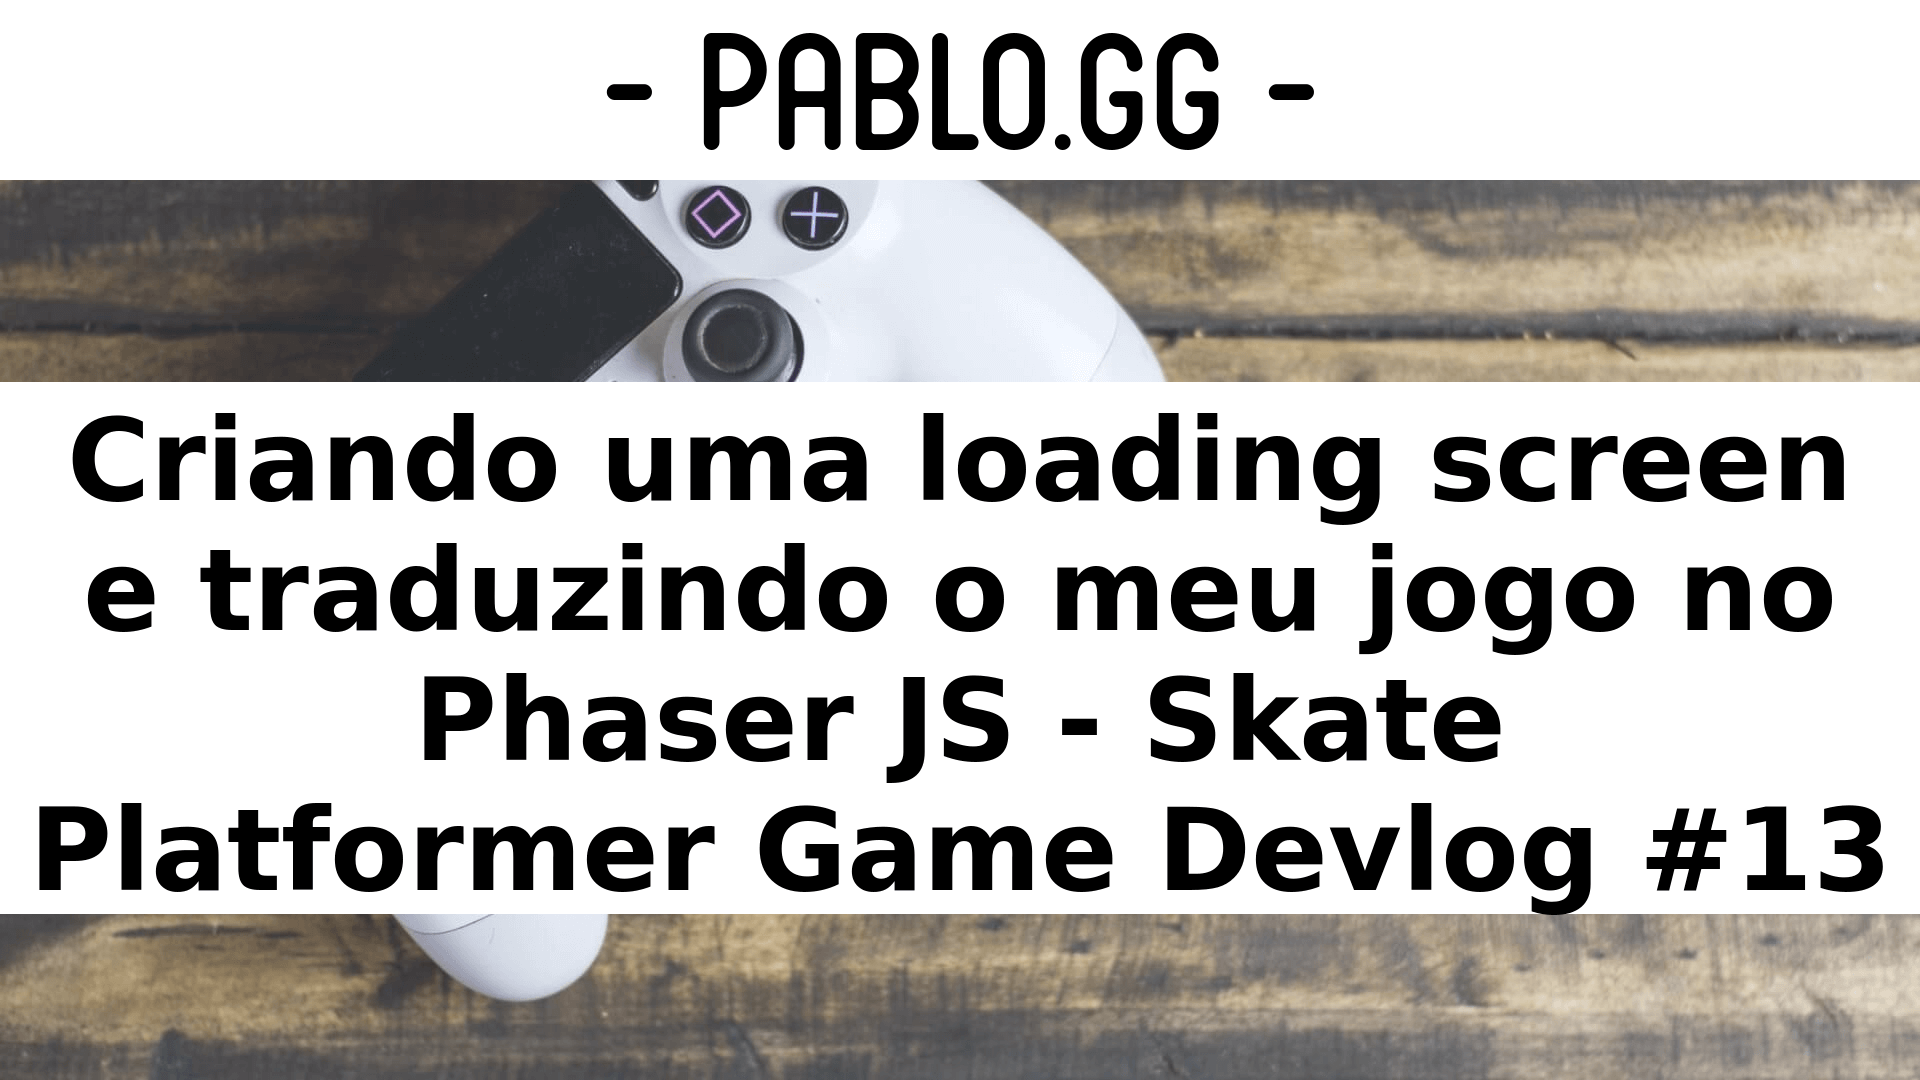 - PABLO.GG -
Criando uma loading screen
e traduzindo o meu jogo no
Phaser JS - Skate
Platformer Game Devlog #13